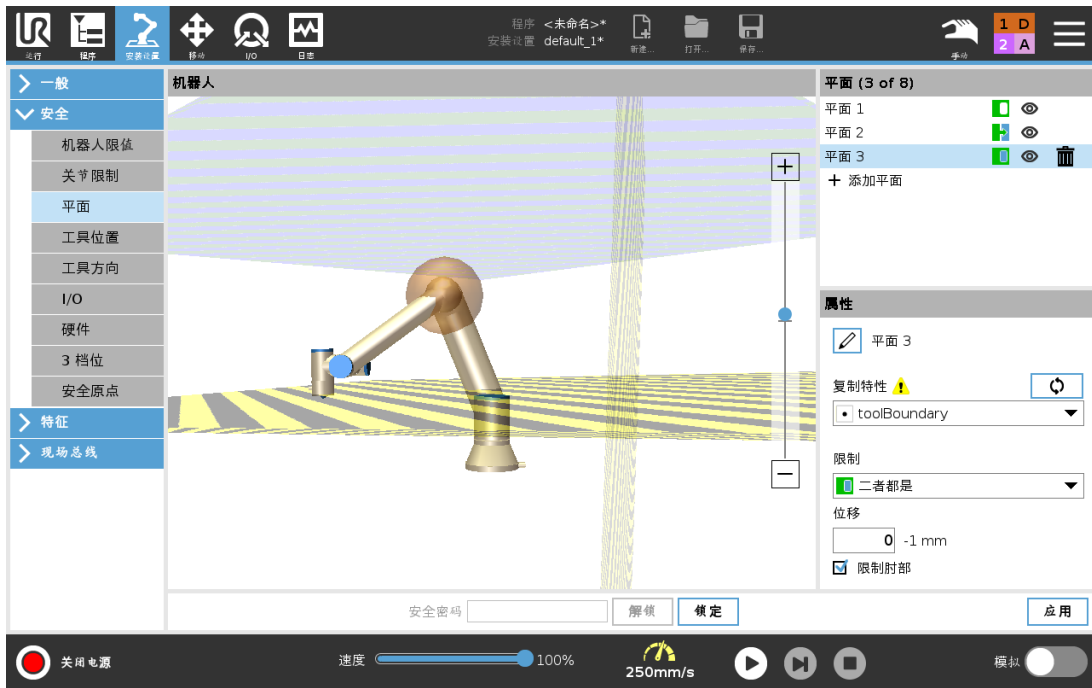 程序 <未命名>*
安装设置 default_1*
新建...
打开...
保存...
运行
程序
安装设置
移动
I/O
日志
手动
1 D
2 A
一般
安全
机器人限值
关节限制
平面
工具位置
工具方向
I/O
硬件
3 档位
安全原点
特征
现场总线
机器人
+
−
平面 (3 of 8)
平面 1
平面 2
平面 3
+ 添加平面
属性
平面 3
复制特性
toolBoundary
限制
二者都是
位移
0 -1 mm
限制肘部
安全密码
解锁
锁定
应用
关闭电源
速度
100%
250mm/s
模拟